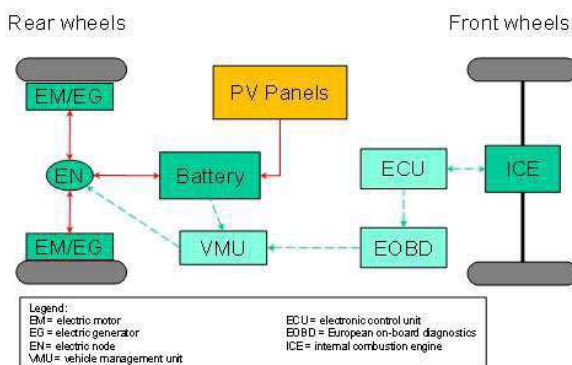 Rear wheels
Front wheels
EM/EG
PV Panels
EN
Battery
ECU
ICE
EM/EG
VMU
EOBD
Legend:
EM = electric motor
EG = electric generator
EN = electric node
VMU = vehicle management unit
ECU = electronic control unit
EOBD = European on-board diagnostics
ICE = internal combustion engine